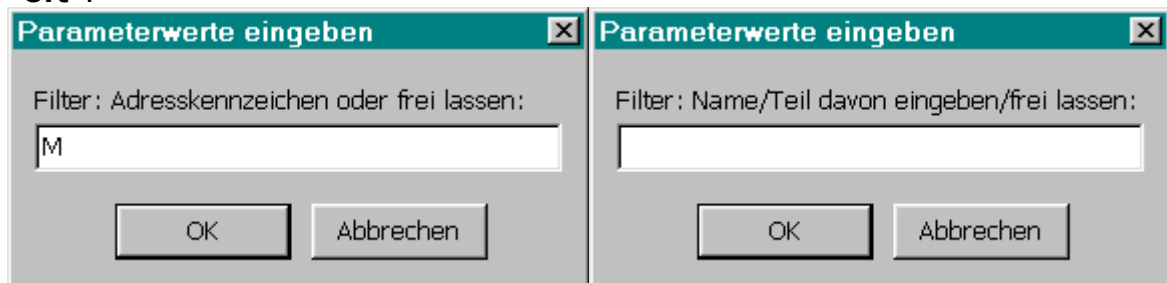 Parameterwerte eingeben
Filter: Adresskennzeichen oder frei lassen:
M
OK Abbrechen
Parameterwerte eingeben
Filter: Name/Teil davon eingeben/frei lassen:
OK Abbrechen